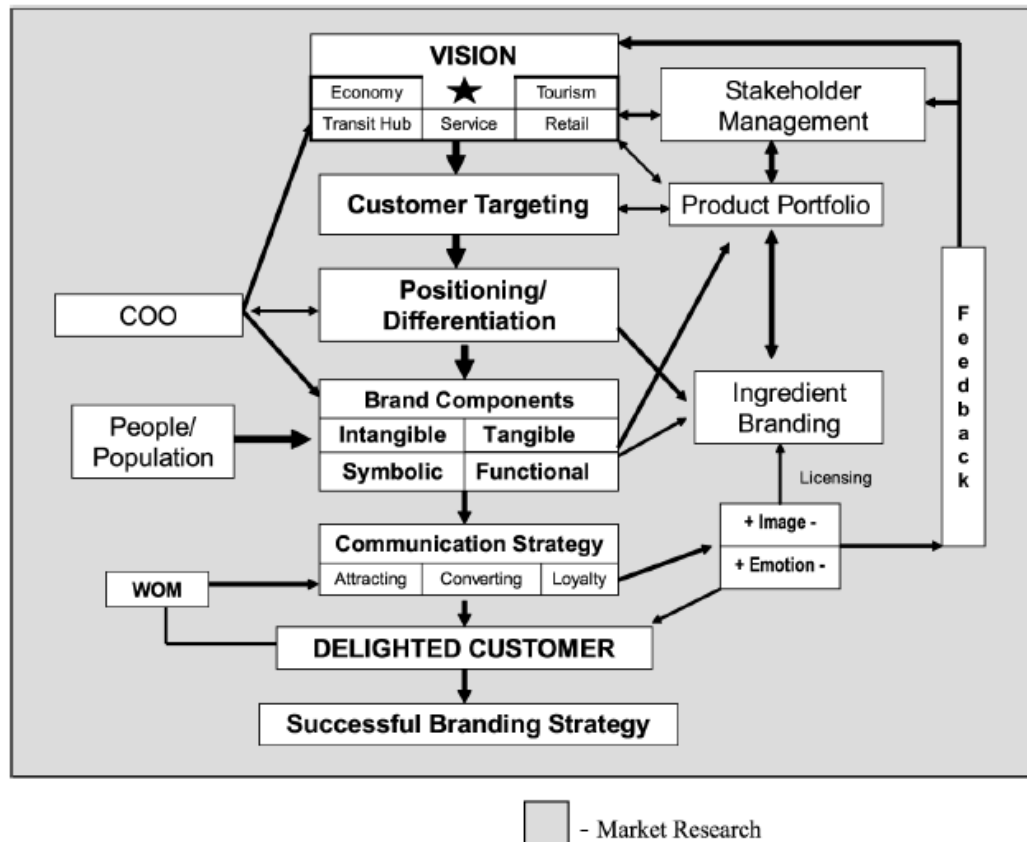 VISION
Economy
Tourism
Transit Hub
Service
Retail
Stakeholder
Management
Customer Targeting
Product Portfolio
Positioning/
Differentiation
COO
Brand Components
Intangible
Tangible
Symbolic
Functional
People/
Population
Ingredient
Branding
Feedback
Licensing
+ Image -
+ Emotion -
Communication Strategy
Attracting
Converting
Loyalty
WOM
DELIGHTED CUSTOMER
Successful Branding Strategy
- Market Research